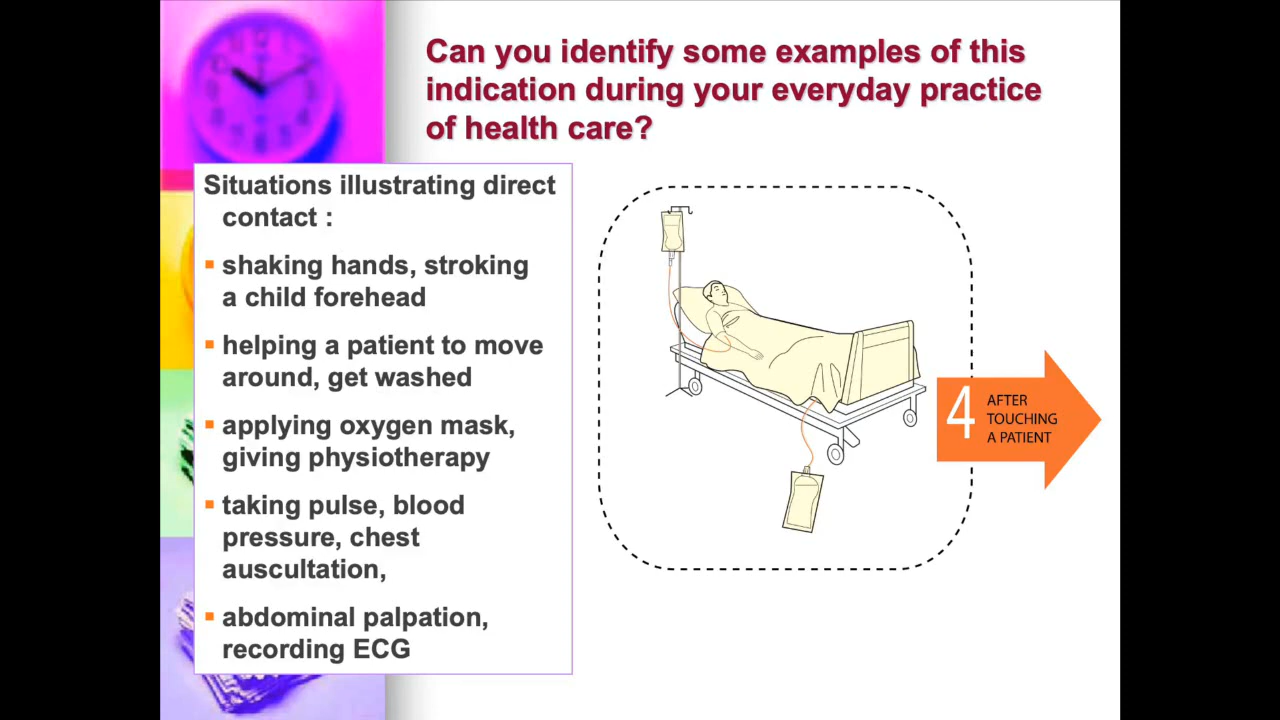 Can you identify some examples of this
indication during your everyday practice
of health care?
Situations illustrating direct
contact :
shaking hands, stroking
a child forehead
helping a patient to move
around, get washed
applying oxygen mask,
giving physiotherapy
taking pulse, blood
pressure, chest
auscultation,
abdominal palpation,
recording ECG
4
AFTER
TOUCHING
A PATIENT